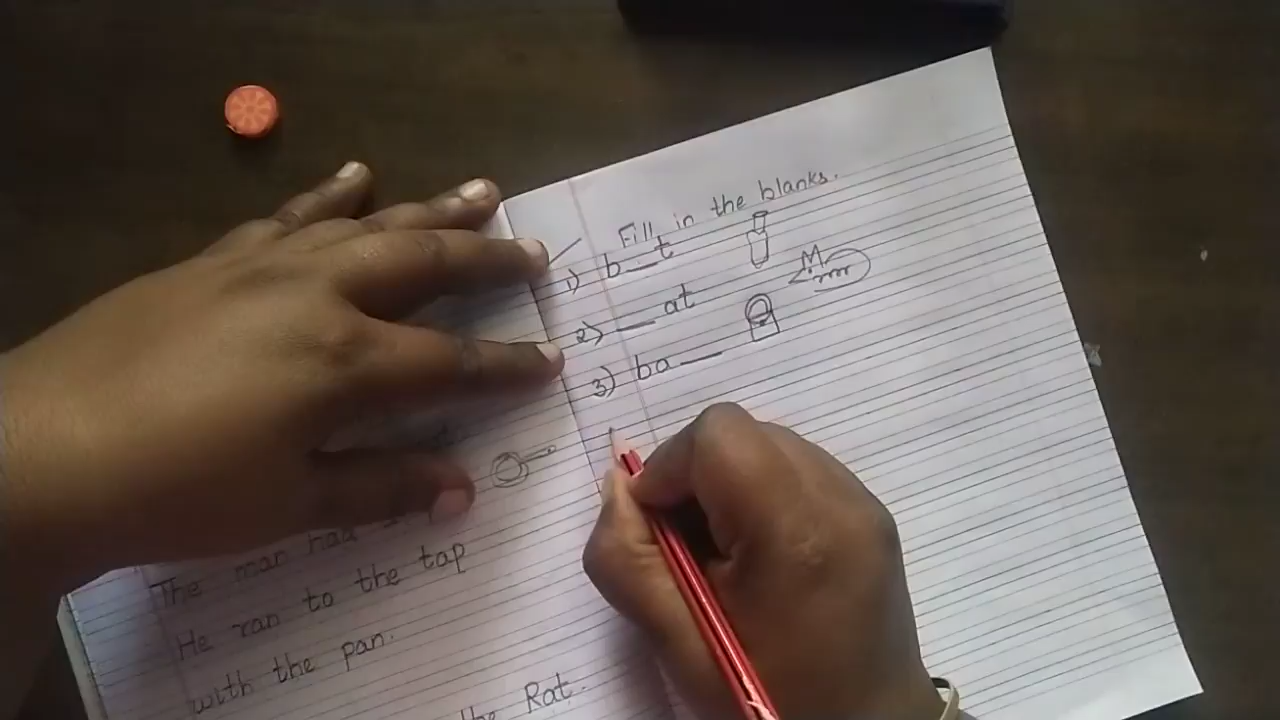 The man had
He ran to the tap
with the pan.
the Rat.
Fill in the blanks.
1) b__t
2) __at
3) ba__